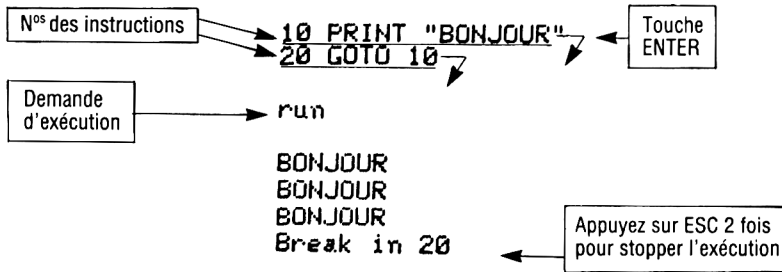 Nos des instructions
10 PRINT "BONJOUR"
Touche
ENTER
20 GOTO 10
Demande
d'exécution
run
BONJOUR
BONJOUR
BONJOUR
Break in 20
Appuyez sur ESC 2 fois
pour stopper l'exécution